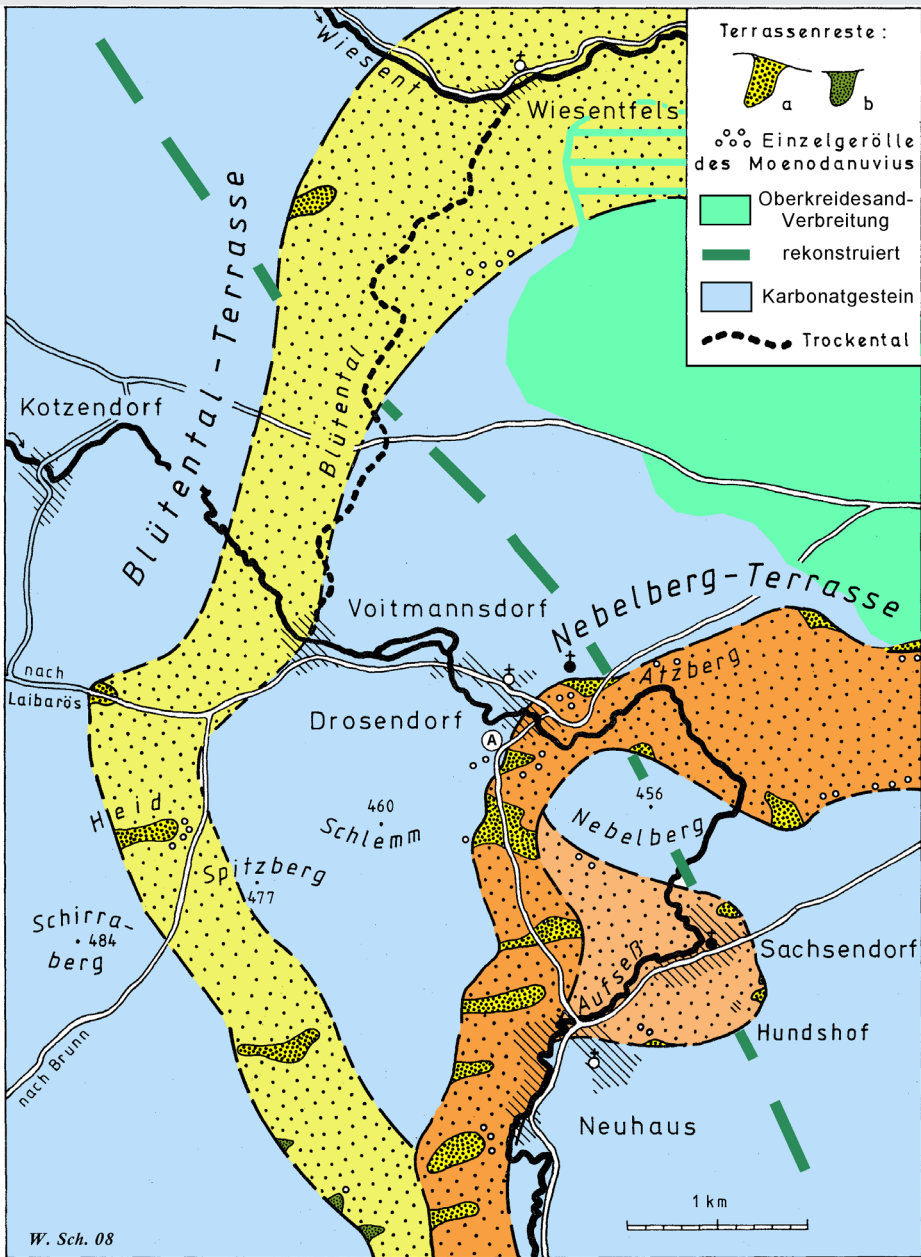 Terrassenreste:
a
b
Einzelgerölle
des Moenodanuvius
Oberkreidesand-
Verbreitung
rekonstruiert
Karbonatgestein
Trockental
Wiesent
Wiesentfels
Blütental-Terrasse
Blütental
Kotzendorf
Voitmannsdorf
Nebelberg-Terrasse
Atzberg
nach
Laibarös
Drosendorf
A
460
Schlemm
456
Nebelberg
Heid
Spitzberg
477
Schirra-
484
berg
Aufseß
Sachsendorf
Hundshof
nach Brunn
Neuhaus
1 km
W. Sch. 08